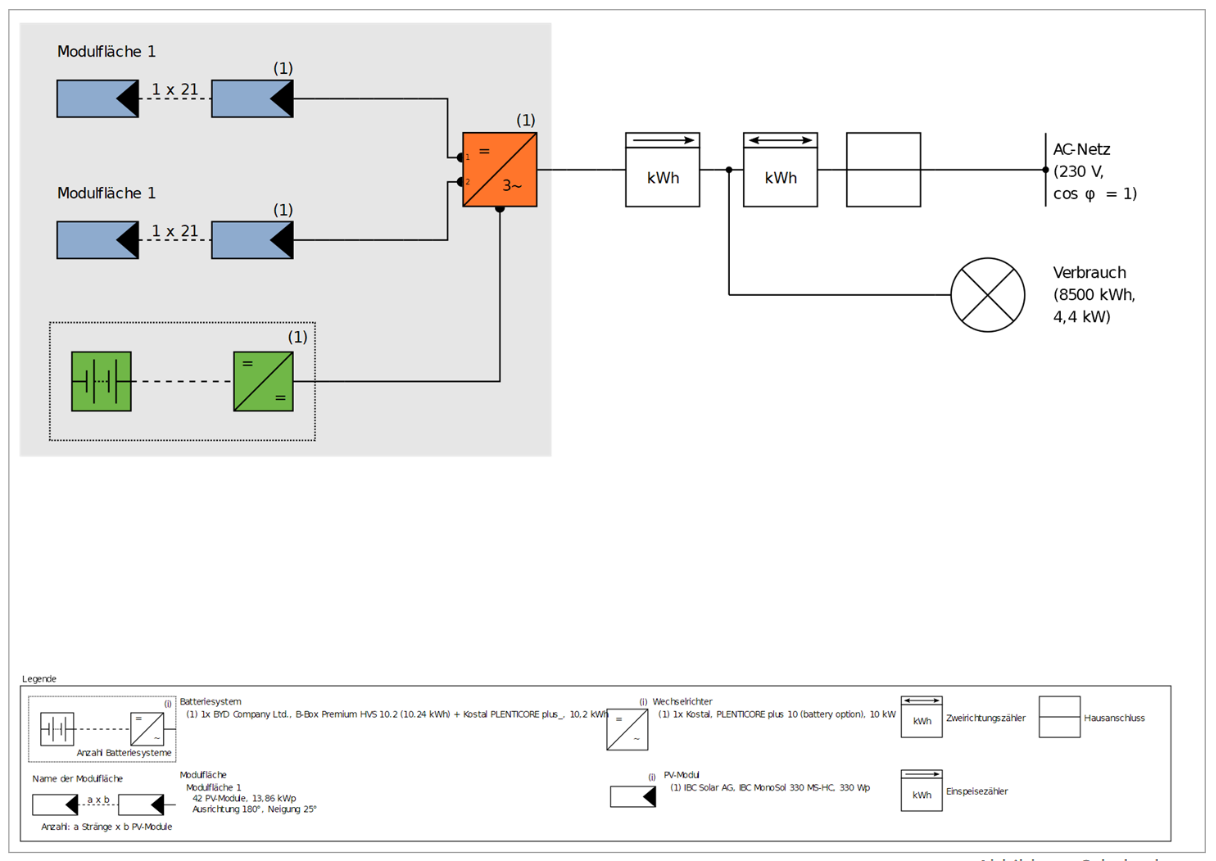 Modulfläche 1
(1)
1 x 21
(1)
=
1
2
3~
kWh
kWh
AC-Netz
(230 V,
cos φ = 1)
Modulfläche 1
(1)
1 x 21
Verbrauch
(8500 kWh,
4,4 kW)
(1)
=
=
Legende
(i)
=
~
Anzahl Batteriesysteme
Batteriesystem
(1) 1x BYD Company Ltd., B-Box Premium HVS 10.2 (10.24 kWh) + Kostal PLENTICORE plus_, 10,2 kWh
(i)
=
~
Wechselrichter
(1) 1x Kostal, PLENTICORE plus 10 (battery option), 10 kW
kWh
Zweirichtungszähler
Hausanschluss
Name der Modulfläche
a x b
Anzahl: a Stränge x b PV-Module
Modulfläche
Modulfläche 1
42 PV-Module, 13,86 kWp
Ausrichtung 180°, Neigung 25°
(i)
PV-Modul
(1) IBC Solar AG, IBC MonoSol 330 MS-HC, 330 Wp
kWh
Einspeisezähler